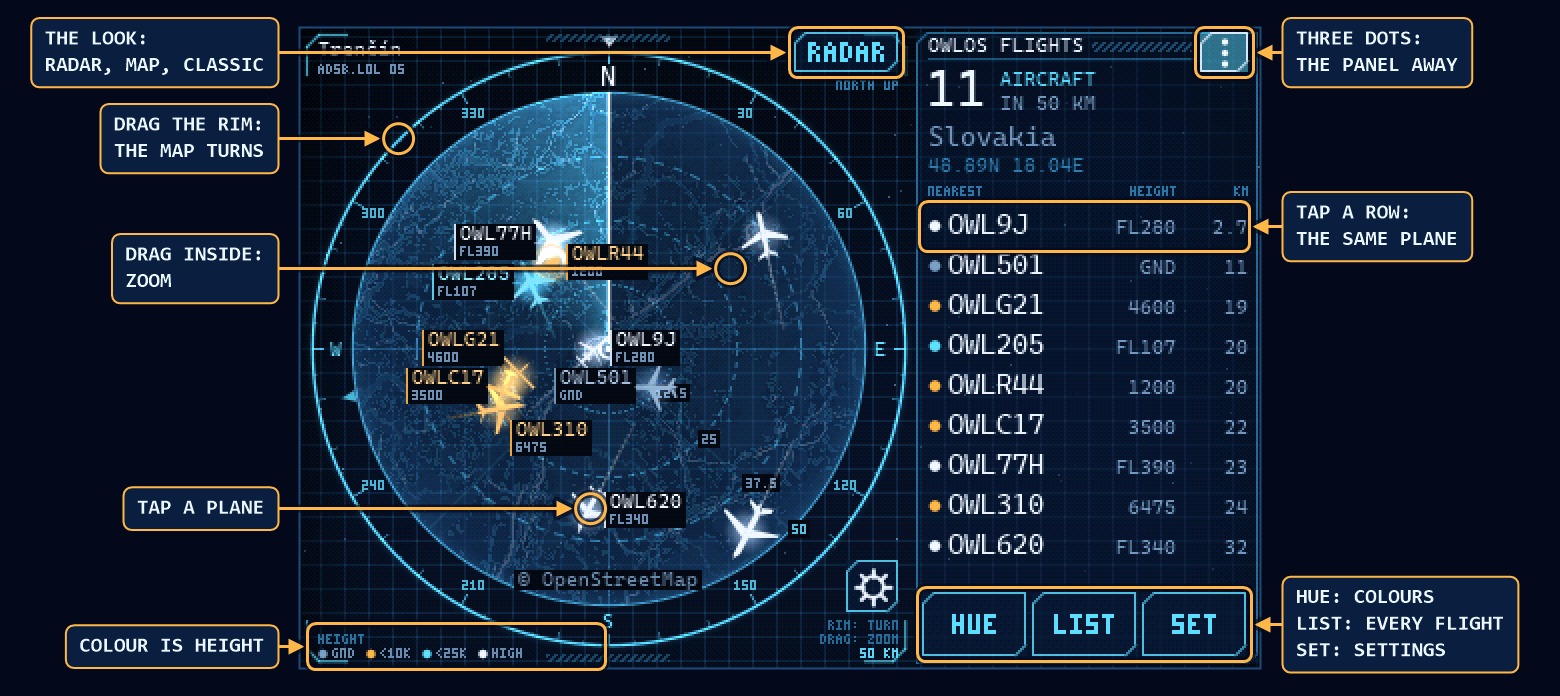 THE LOOK:
RADAR, MAP, CLASSIC
DRAG THE RIM:
THE MAP TURNS
DRAG INSIDE:
ZOOM
TAP A PLANE
COLOUR IS HEIGHT
Trenčín
ADSB.LOL 05
RADAR
NORTH UP
N
330
30
300
60
W
E
240
120
210
150
S
OWL77H
FL390
OWLR44
1200
OWL205
FL107
OWLG21
4600
OWL9J
FL280
OWLC17
3500
OWL501
GND
12.5
OWL310
6475
25
37.5
OWL620
FL340
50
© OpenStreetMap
HEIGHT
GND <10K <25K HIGH
RIM: TURN
DRAG: ZOOM
50 KM
OWLOS FLIGHTS
11 AIRCRAFT
IN 50 KM
Slovakia
48.89N 18.04E
NEAREST HEIGHT KM
OWL9J FL280 2.7
OWL501 GND 11
OWLG21 4600 19
OWL205 FL107 20
OWLR44 1200 20
OWLC17 3500 22
OWL77H FL390 23
OWL310 6475 24
OWL620 FL340 32
HUE LIST SET
THREE DOTS:
THE PANEL AWAY
TAP A ROW:
THE SAME PLANE
HUE: COLOURS
LIST: EVERY FLIGHT
SET: SETTINGS